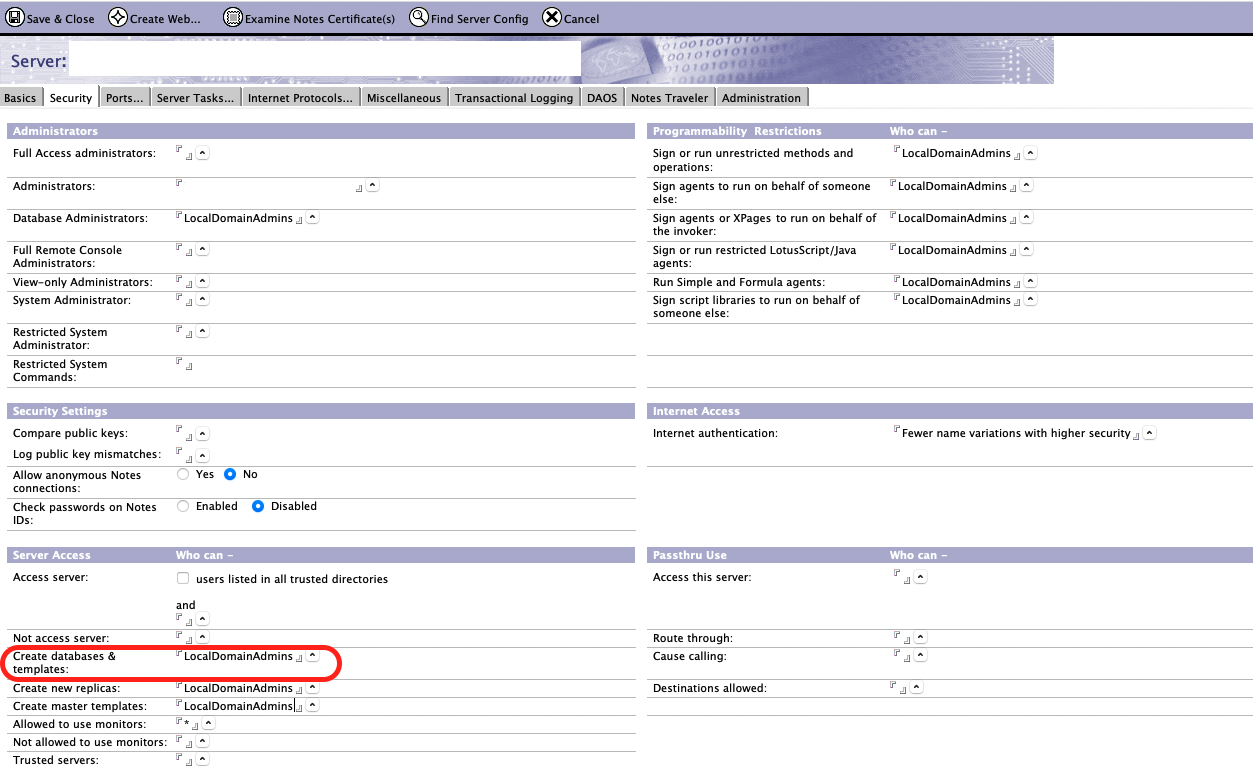 Save & Close Create Web... Examine Notes Certificate(s) Find Server Config Cancel
Server:
Basics Security Ports... Server Tasks... Internet Protocols... Miscellaneous Transactional Logging DAOS Notes Traveler Administration
Administrators
Full Access administrators:
Administrators:
Database Administrators: LocalDomainAdmins
Full Remote Console
Administrators:
View-only Administrators:
System Administrator:
Restricted System
Administrator:
Restricted System
Commands:
Programmability Restrictions Who can -
Sign or run unrestricted methods and LocalDomainAdmins
operations:
Sign agents to run on behalf of someone LocalDomainAdmins
else:
Sign agents or XPages to run on behalf of LocalDomainAdmins
the invoker:
Sign or run restricted LotusScript/Java LocalDomainAdmins
agents:
Run Simple and Formula agents: LocalDomainAdmins
Sign script libraries to run on behalf of LocalDomainAdmins
someone else:
Security Settings
Compare public keys:
Log public key mismatches:
Allow anonymous Notes Yes No
connections:
Check passwords on Notes Enabled Disabled
IDs:
Internet Access
Internet authentication: Fewer name variations with higher security
Server Access Who can -
Access server: users listed in all trusted directories
and
Not access server:
Create databases & LocalDomainAdmins
templates:
Create new replicas: LocalDomainAdmins
Create master templates: LocalDomainAdmins
Allowed to use monitors: *
Not allowed to use monitors:
Trusted servers:
Passthru Use Who can -
Access this server:
Route through:
Cause calling:
Destinations allowed: